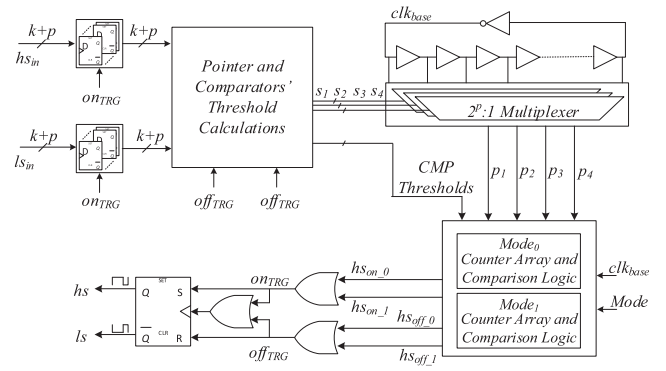 k+p
hs_in
D
Q
Q
k+p
on_TRG
k+p
ls_in
D
Q
Q
k+p
on_TRG
Pointer and
Comparators'
Threshold
Calculations
off_TRG off_TRG
s_1 s_2 s_3 s_4
clk_base
2^p:1 Multiplexer
CMP
Thresholds
p_1 p_2 p_3 p_4
Mode_0
Counter Array and
Comparison Logic
Mode_1
Counter Array and
Comparison Logic
clk_base
Mode
hs_on_0
hs_on_1
hs_off_0
hs_off_1
on_TRG
off_TRG
SET
Q S
CLR
Q R
hs
ls